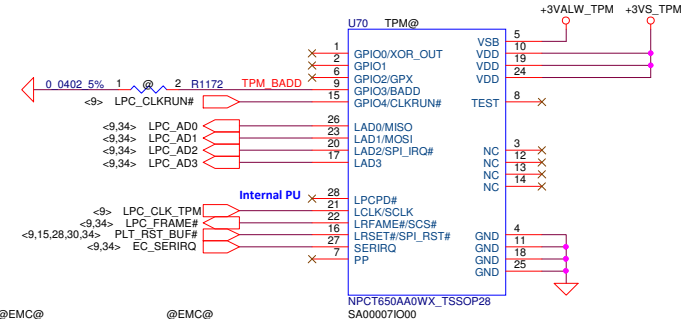 +3VALW_TPM +3VS_TPM
U70 TPM@
1 GPIO0/XOR_OUT VSB 5
2 GPIO1 VDD 10
6 GPIO2/GPX VDD 19
0_0402_5% 1 @ 2 R1172 TPM_BADD 9 GPIO3/BADD VDD 24
<9> LPC_CLKRUN# 15 GPIO4/CLKRUN# TEST 8
<9,34> LPC_AD0 26 LAD0/MISO
<9,34> LPC_AD1 23 LAD1/MOSI
<9,34> LPC_AD2 20 LAD2/SPI_IRQ# NC 3
<9,34> LPC_AD3 17 LAD3 NC 12
NC 13
NC 14
Internal PU 28 LPCPD#
<9> LPC_CLK_TPM 21 LCLK/SCLK
<9,34> LPC_FRAME# 22 LRFAME#/SCS#
<9,15,28,30,34> PLT_RST_BUF# 16 LRSET#/SPI_RST# GND 4
<9,34> EC_SERIRQ 27 SERIRQ GND 11
7 PP GND 18
GND 25
NPCT650AA0WX_TSSOP28
@EMC@ @EMC@ SA00007IO00